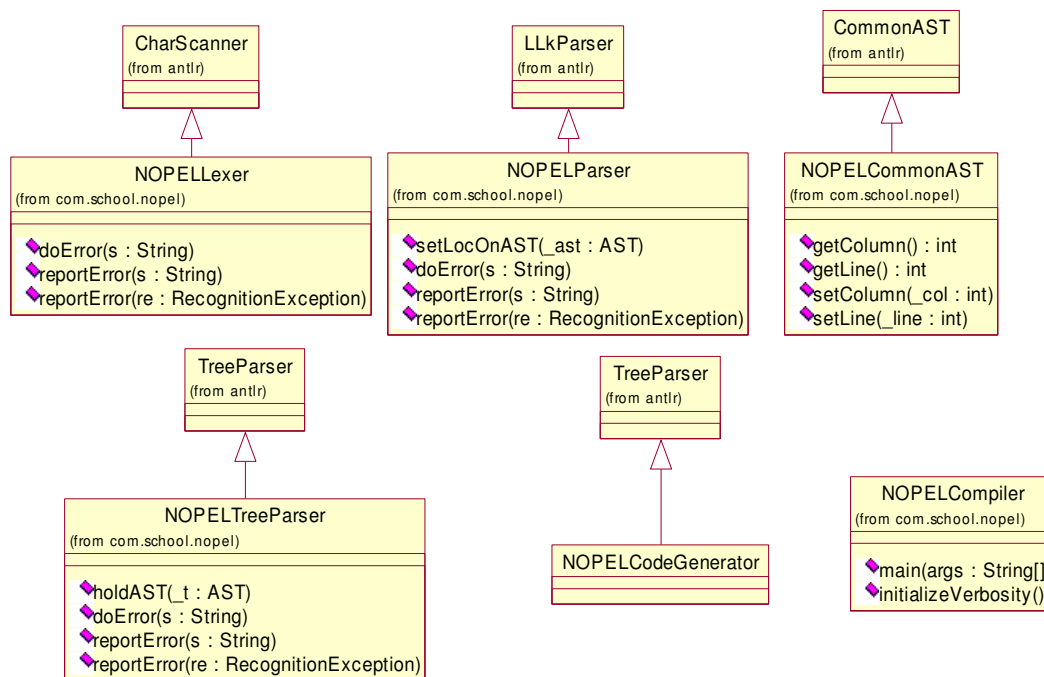 CharScanner
(from antlr)
LLkParser
(from antlr)
CommonAST
(from antlr)
NOPELLexer
(from com.school.nopel)
doError(s : String)
reportError(s : String)
reportError(re : RecognitionException)
NOPELParser
(from com.school.nopel)
setLocOnAST(_ast : AST)
doError(s : String)
reportError(s : String)
reportError(re : RecognitionException)
NOPELCommonAST
(from com.school.nopel)
getColumn() : int
getLine() : int
setColumn(_col : int)
setLine(_line : int)
TreeParser
(from antlr)
TreeParser
(from antlr)
NOPELTreeParser
(from com.school.nopel)
holdAST(_t : AST)
doError(s : String)
reportError(s : String)
reportError(re : RecognitionException)
NOPELCodeGenerator
NOPELCompiler
(from com.school.nopel)
main(args : String[]
initializeVerbosity()